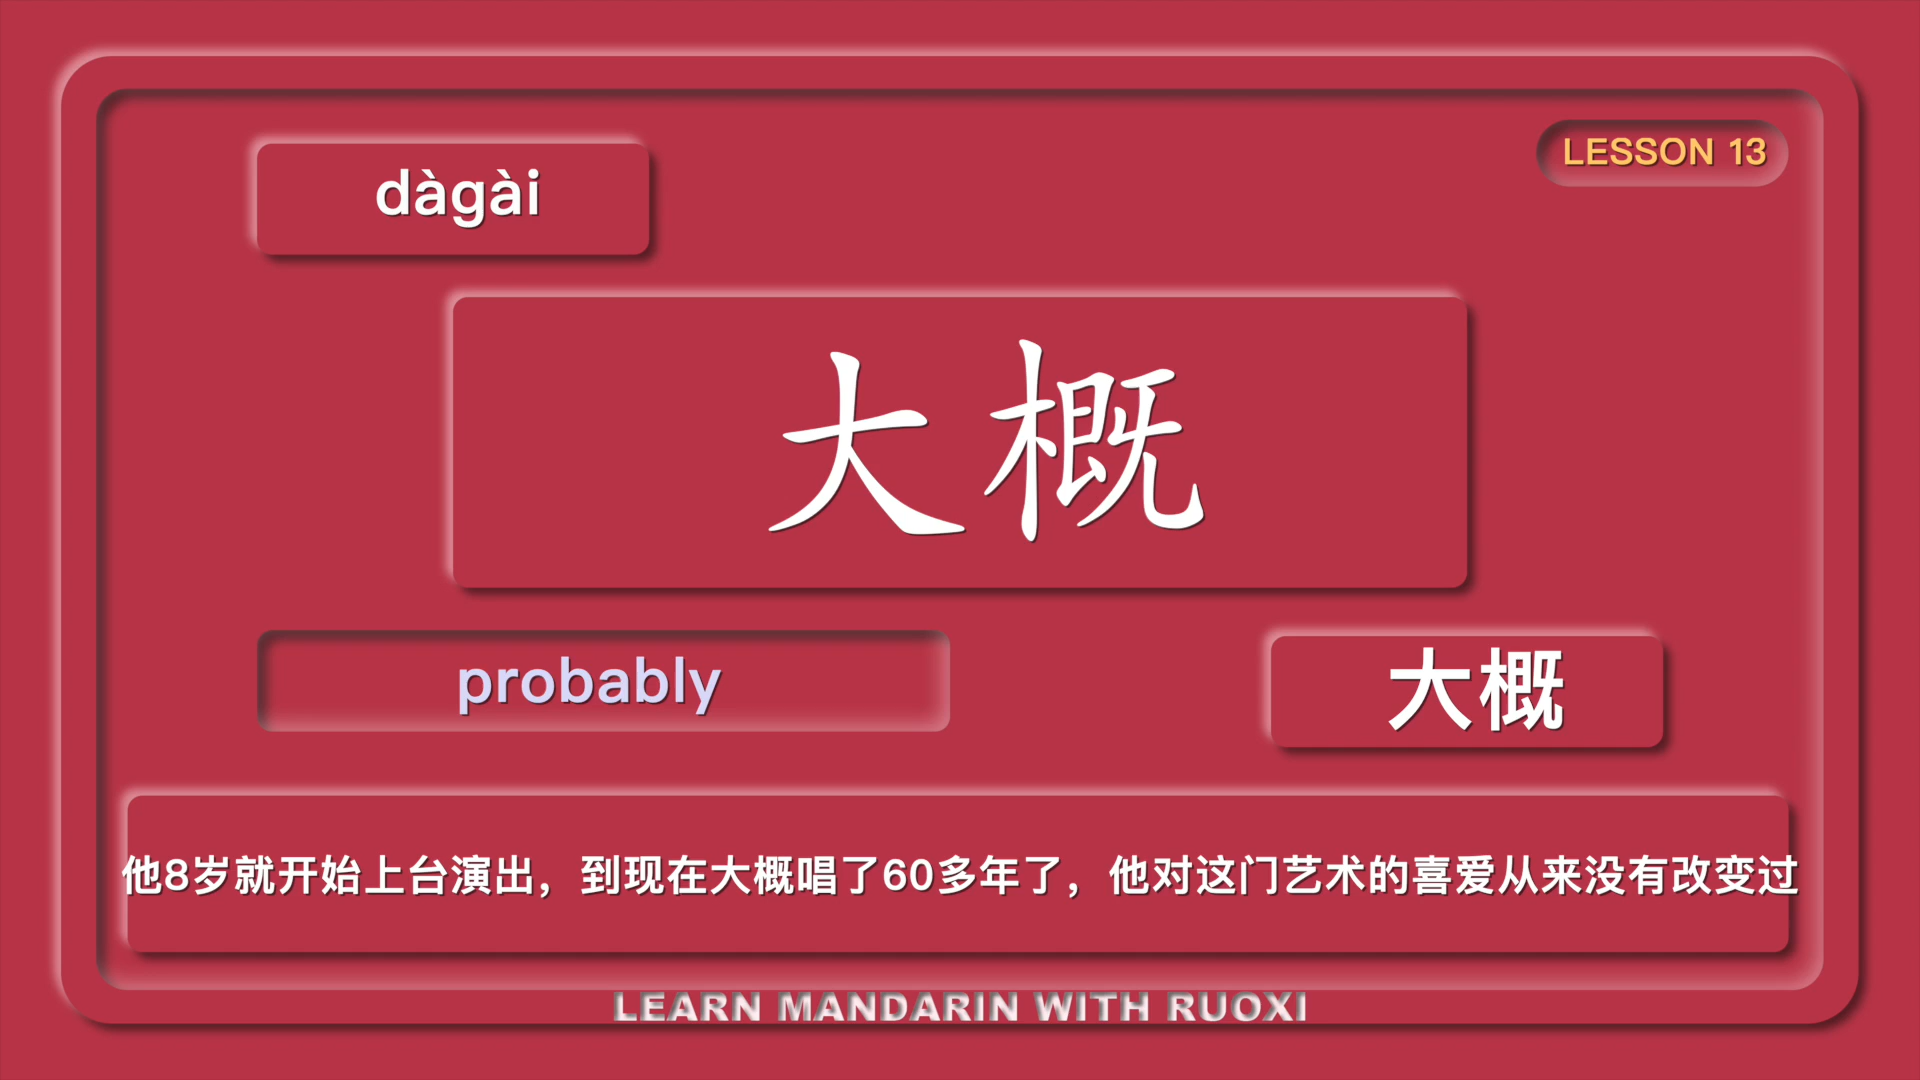 LESSON 13
dàgài
大概
probably
大概
他8岁就开始上台演出，到现在大概唱了60多年了，他对这门艺术的喜爱从来没有改变过
LEARN MANDARIN WITH RUOXI